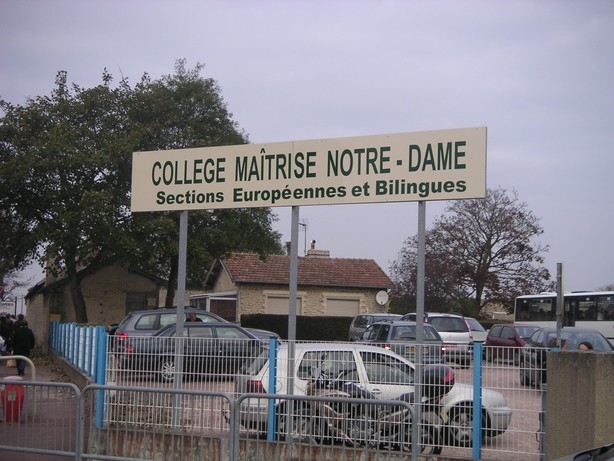 COLLEGE MAÎTRISE NOTRE-DAME
Sections Européennes et Bilingues